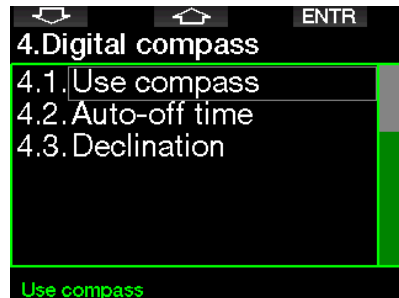 ENTR
4.Digital compass
4.1.Use compass
4.2.Auto-off time
4.3.Declination
Use compass